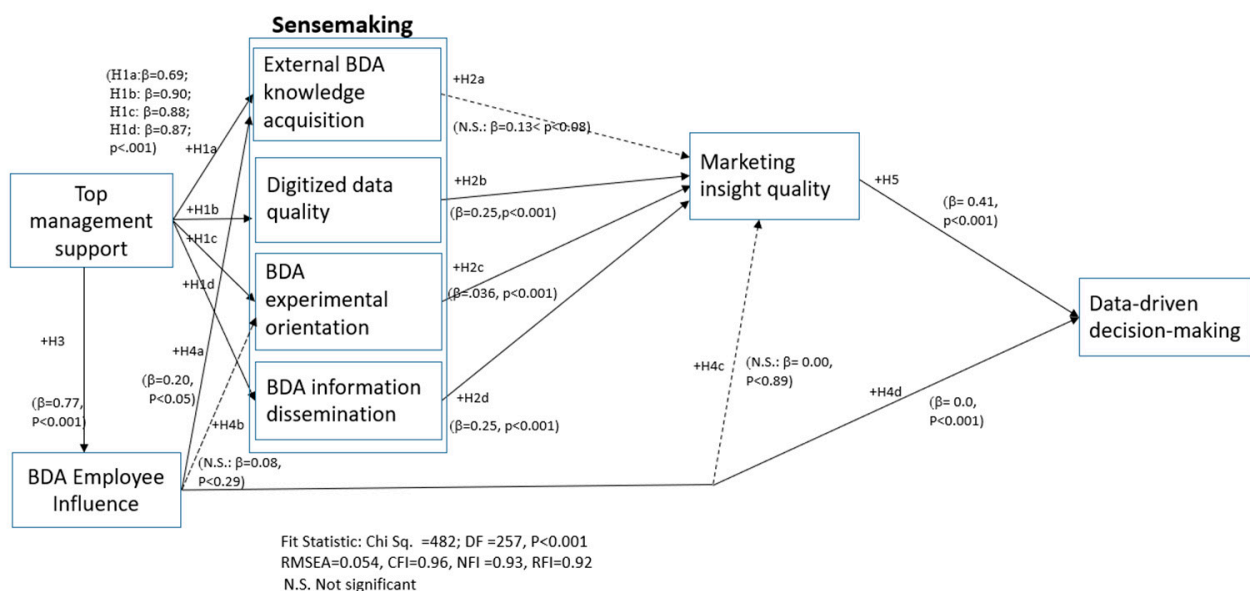 Sensemaking
(H1a:β=0.69;
H1b: β=0.90;
H1c: β=0.88;
H1d: β=0.87;
p<.001)
+H1a
External BDA
knowledge
acquisition
+H2a
(N.S.: β=0.13< p<0.08)
Top
management
support
+H1b
Digitized data
quality
+H2b
(β=0.25,p<0.001)
Marketing
insight quality
+H5
(β= 0.41,
p<0.001)
+H1c
BDA
experimental
orientation
+H2c
(β=.036, p<0.001)
+H1d
Data-driven
decision-making
+H3
(β=0.77,
P<0.001)
+H4a
(β=0.20,
P<0.05)
BDA information
dissemination
+H2d
(β=0.25, p<0.001)
+H4b
(N.S.: β=0.08,
P<0.29)
+H4c
(N.S.: β= 0.00,
P<0.89)
+H4d
(β= 0.0,
P<0.001)
BDA Employee
Influence
Fit Statistic: Chi Sq. =482; DF =257, P<0.001
RMSEA=0.054, CFI=0.96, NFI =0.93, RFI=0.92
N.S. Not significant